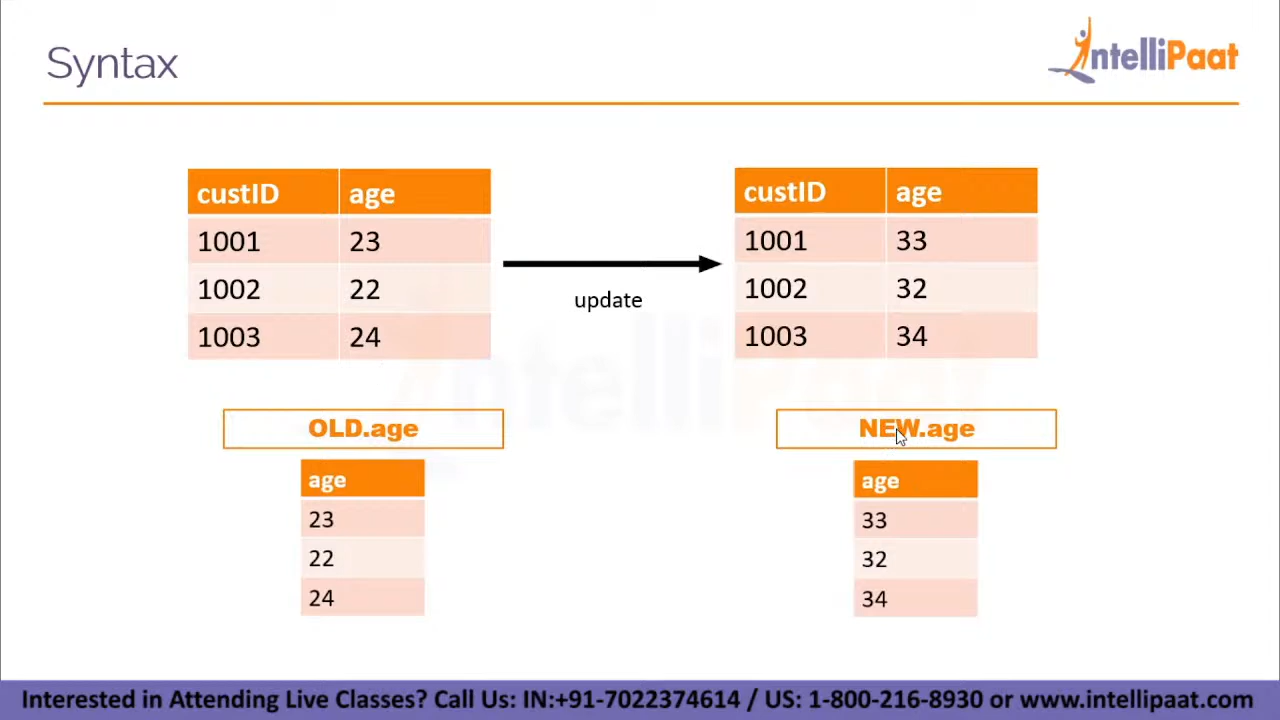 Syntax
IntelliPaat
custID age
1001 23
1002 22
1003 24
update
custID age
1001 33
1002 32
1003 34
IntelliPaat
OLD.age
age
23
22
24
NEW.age
age
33
32
34
Interested in Attending Live Classes? Call Us: IN:+91-7022374614 / US: 1-800-216-8930 or www.intellipaat.com